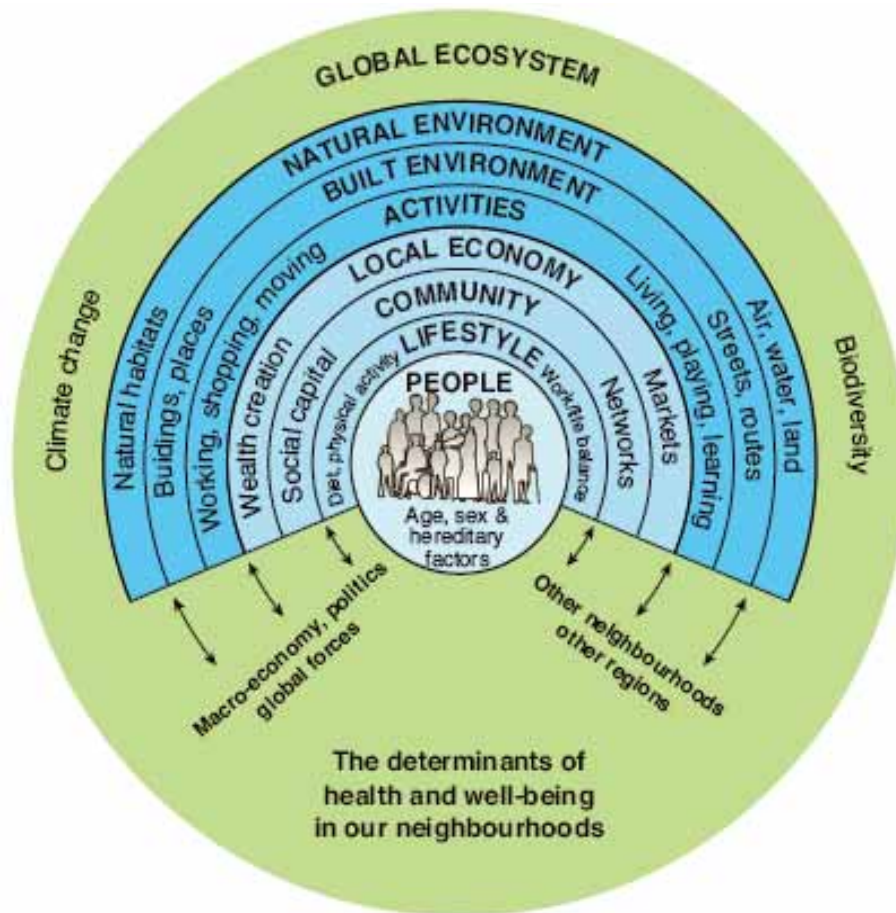 GLOBAL ECOSYSTEM
NATURAL ENVIRONMENT
BUILT ENVIRONMENT
ACTIVITIES
LOCAL ECONOMY
COMMUNITY
LIFESTYLE
PEOPLE
Age, sex &
hereditary
factors
Climate change
Natural habitats
Buidings, places
Working, shopping, moving
Wealth creation
Social capital
Diet, physical activity
Work/life balance
Networks
Markets
Living, playing, learning
Streets, routes
Air, water, land
Biodiversity
Macro-economy, politics
global forces
Other neighbourhoods
other regions
The determinants of
health and well-being
in our neighbourhoods